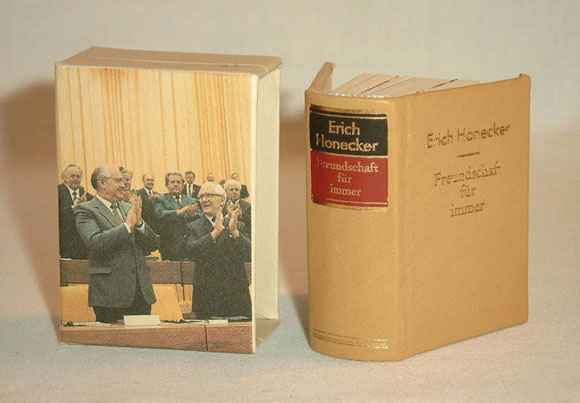 Erich
Honecker
Freundschaft
für
immer
Erich Honecker
Freundschaft
für
immer